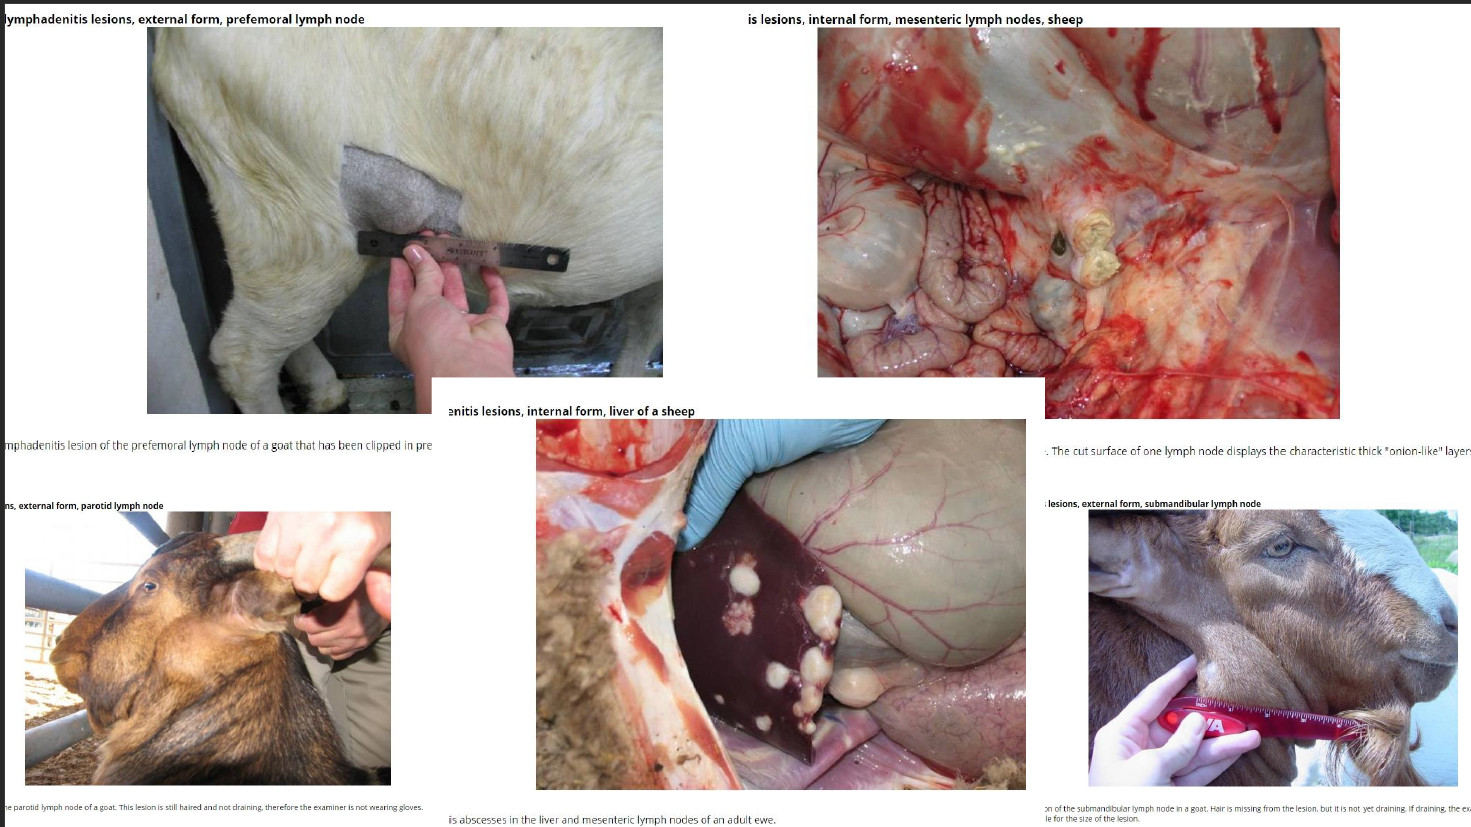 lymphadenitis lesions, external form, prefemoral lymph node
is lesions, internal form, mesenteric lymph nodes, sheep
mphadenitis lesion of the prefemoral lymph node of a goat that has been clipped in pre
enitis lesions, internal form, liver of a sheep
. The cut surface of one lymph node displays the characteristic thick "onion-like" layers
ns, external form, parotid lymph node
lesions, external form, submandibular lymph node
VA
he parotid lymph node of a goat. This lesion is still haired and not draining, therefore the examiner is not wearing gloves.
on of the submandibular lymph node in a goat. Hair is missing from the lesion, but it is not yet draining. If draining, the exa
le for the size of the lesion.
is abscesses in the liver and mesenteric lymph nodes of an adult ewe.